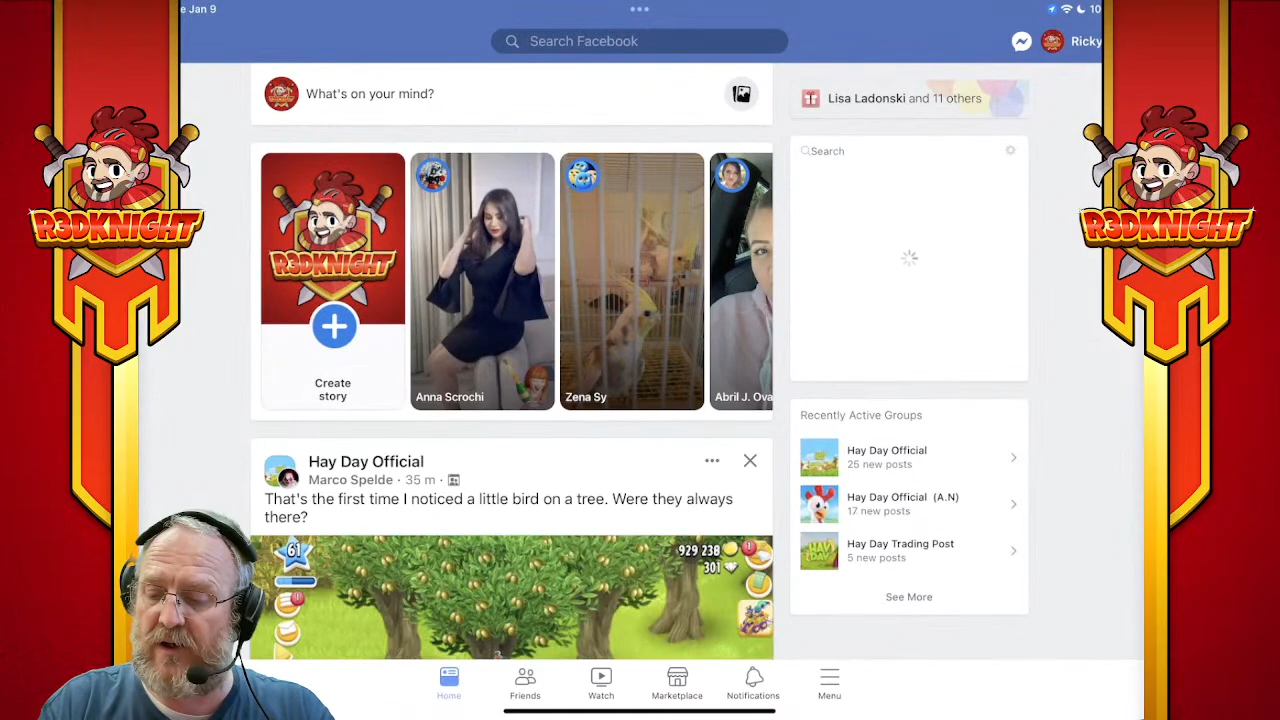 e Jan 9
10
Search Facebook
Ricky
What's on your mind?
Lisa Ladonski and 11 others
Search
R3DKNIGHT
R3DKNIGHT
R3DKNIGHT
Create
story
Anna Scrochi
Zena Sy
Abril J. Ova
Recently Active Groups
Hay Day Official
25 new posts
Hay Day Official (A.N)
17 new posts
Hay Day Trading Post
5 new posts
See More
Hay Day Official
Marco Spelde · 35 m ·
That's the first time I noticed a little bird on a tree. Were they always
there?
61
929 238
301
Home
Friends
Watch
Marketplace
Notifications
Menu